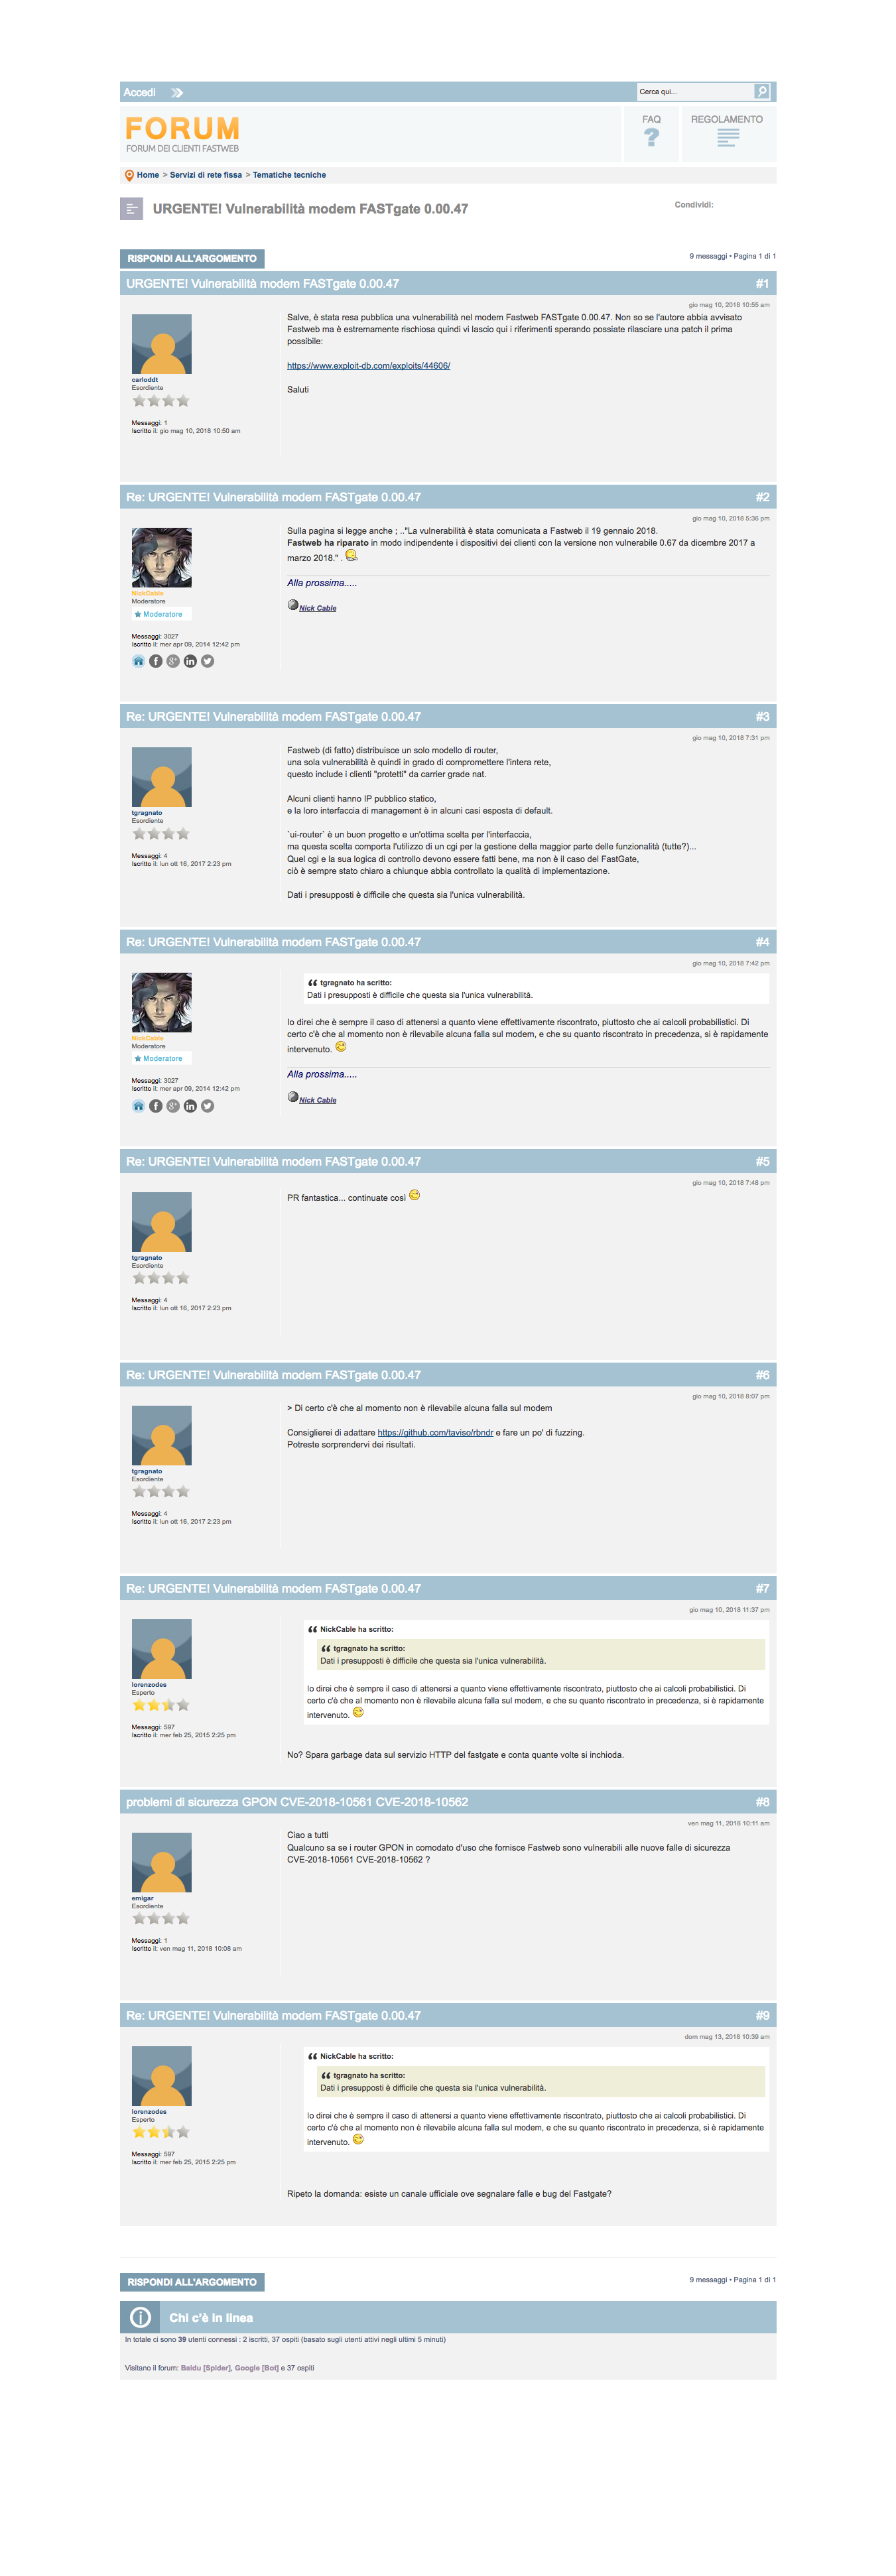 Accedi
Cerca qui...
FORUM
FORUM DEI CLIENTI FASTWEB
FAQ
?
REGOLAMENTO
Home > Servizi di rete fissa > Tematiche tecniche
URGENTE! Vulnerabilità modem FASTgate 0.00.47
Condividi:
RISPONDI ALL'ARGOMENTO
9 messaggi • Pagina 1 di 1
URGENTE! Vulnerabilità modem FASTgate 0.00.47 #1
gio mag 10, 2018 10:55 am
carloddt
Esordiente
Messaggi: 1
Iscritto il: gio mag 10, 2018 10:50 am
Salve, è stata resa pubblica una vulnerabilità nel modem Fastweb FASTgate 0.00.47. Non so se l'autore abbia avvisato
Fastweb ma è estremamente rischiosa quindi vi lascio qui i riferimenti sperando possiate rilasciare una patch il prima
possibile:
https://www.exploit-db.com/exploits/44606/
Saluti
Re: URGENTE! Vulnerabilità modem FASTgate 0.00.47 #2
gio mag 10, 2018 5:36 pm
NickCable
Moderatore
Moderatore
Messaggi: 3027
Iscritto il: mer apr 09, 2014 12:42 pm
Sulla pagina si legge anche ; .."La vulnerabilità è stata comunicata a Fastweb il 19 gennaio 2018.
Fastweb ha riparato in modo indipendente i dispositivi dei clienti con la versione non vulnerabile 0.67 da dicembre 2017 a
marzo 2018." .
Alla prossima.....
Nick Cable
Re: URGENTE! Vulnerabilità modem FASTgate 0.00.47 #3
gio mag 10, 2018 7:31 pm
tgragnato
Esordiente
Messaggi: 4
Iscritto il: lun ott 16, 2017 2:23 pm
Fastweb (di fatto) distribuisce un solo modello di router,
una sola vulnerabilità è quindi in grado di compromettere l'intera rete,
questo include i clienti "protetti" da carrier grade nat.
Alcuni clienti hanno IP pubblico statico,
e la loro interfaccia di management è in alcuni casi esposta di default.
`ui-router` è un buon progetto e un'ottima scelta per l'interfaccia,
ma questa scelta comporta l'utilizzo di un cgi per la gestione della maggior parte delle funzionalità (tutte?)...
Quel cgi e la sua logica di controllo devono essere fatti bene, ma non è il caso del FastGate,
ciò è sempre stato chiaro a chiunque abbia controllato la qualità di implementazione.
Dati i presupposti è difficile che questa sia l'unica vulnerabilità.
Re: URGENTE! Vulnerabilità modem FASTgate 0.00.47 #4
gio mag 10, 2018 7:42 pm
NickCable
Moderatore
Moderatore
Messaggi: 3027
Iscritto il: mer apr 09, 2014 12:42 pm
tgragnato ha scritto:
Dati i presupposti è difficile che questa sia l'unica vulnerabilità.
Io direi che è sempre il caso di attenersi a quanto viene effettivamente riscontrato, piuttosto che ai calcoli probabilistici. Di
certo c'è che al momento non è rilevabile alcuna falla sul modem, e che su quanto riscontrato in precedenza, si è rapidamente
intervenuto.
Alla prossima.....
Nick Cable
Re: URGENTE! Vulnerabilità modem FASTgate 0.00.47 #5
gio mag 10, 2018 7:48 pm
tgragnato
Esordiente
Messaggi: 4
Iscritto il: lun ott 16, 2017 2:23 pm
PR fantastica... continuate così
Re: URGENTE! Vulnerabilità modem FASTgate 0.00.47 #6
gio mag 10, 2018 8:07 pm
tgragnato
Esordiente
Messaggi: 4
Iscritto il: lun ott 16, 2017 2:23 pm
> Di certo c'è che al momento non è rilevabile alcuna falla sul modem
Consiglierei di adattare https://github.com/taviso/rbndr e fare un po' di fuzzing.
Potreste sorprendervi dei risultati.
Re: URGENTE! Vulnerabilità modem FASTgate 0.00.47 #7
gio mag 10, 2018 11:37 pm
lorenzodes
Esperto
Messaggi: 597
Iscritto il: mer feb 25, 2015 2:25 pm
NickCable ha scritto:
tgragnato ha scritto:
Dati i presupposti è difficile che questa sia l'unica vulnerabilità.
Io direi che è sempre il caso di attenersi a quanto viene effettivamente riscontrato, piuttosto che ai calcoli probabilistici. Di
certo c'è che al momento non è rilevabile alcuna falla sul modem, e che su quanto riscontrato in precedenza, si è rapidamente
intervenuto.
No? Spara garbage data sul servizio HTTP del fastgate e conta quante volte si inchioda.
problemi di sicurezza GPON CVE-2018-10561 CVE-2018-10562 #8
ven mag 11, 2018 10:11 am
emigar
Esordiente
Messaggi: 1
Iscritto il: ven mag 11, 2018 10:08 am
Ciao a tutti
Qualcuno sa se i router GPON in comodato d'uso che fornisce Fastweb sono vulnerabili alle nuove falle di sicurezza
CVE-2018-10561 CVE-2018-10562 ?
Re: URGENTE! Vulnerabilità modem FASTgate 0.00.47 #9
dom mag 13, 2018 10:38 am
lorenzodes
Esperto
Messaggi: 597
Iscritto il: mer feb 25, 2015 2:25 pm
NickCable ha scritto:
tgragnato ha scritto:
Dati i presupposti è difficile che questa sia l'unica vulnerabilità.
Io direi che è sempre il caso di attenersi a quanto viene effettivamente riscontrato, piuttosto che ai calcoli probabilistici. Di
certo c'è che al momento non è rilevabile alcuna falla sul modem, e che su quanto riscontrato in precedenza, si è rapidamente
intervenuto.
Ripeto la domanda: esiste un canale ufficiale ove segnalare falle e bug del Fastgate?
RISPONDI ALL'ARGOMENTO
9 messaggi • Pagina 1 di 1
Chi c'è in linea
In totale ci sono 39 utenti connessi : 2 iscritti, 37 ospiti (basato sugli utenti attivi negli ultimi 5 minuti)
Visitano il forum: Baidu [Spider], Google [Bot] e 37 ospiti